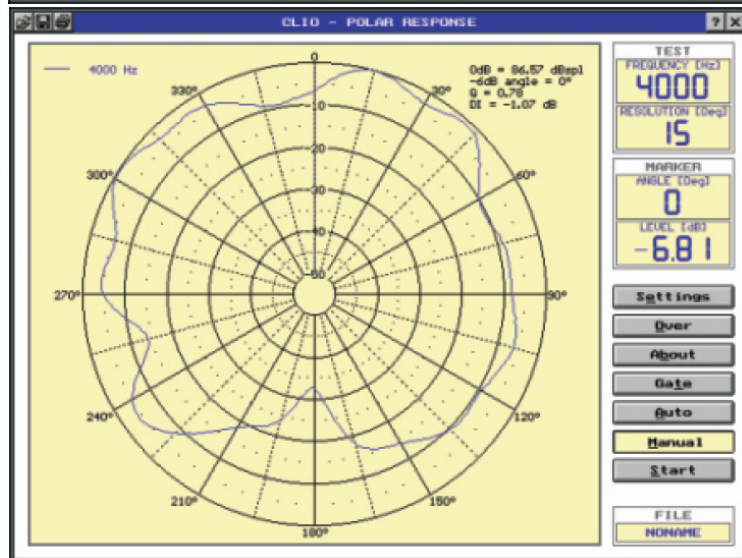 CLIO - POLAR RESPONSE
? X
4000 Hz
0dB = 86.57 dBspl
-6dB angle = 0°
Q = 0.78
DI = -1.07 dB
0
330°
30°
-10
-20
300°
60°
-30
-40
-50
270°
90°
240°
120°
210°
150°
180°
TEST
FREQUENCY [Hz]
4000
RESOLUTION [Deg]
15
MARKER
ANGLE [Deg]
0
LEVEL [dB]
-6.81
Settings
Over
About
Gate
Auto
Manual
Start
FILE
NONAME